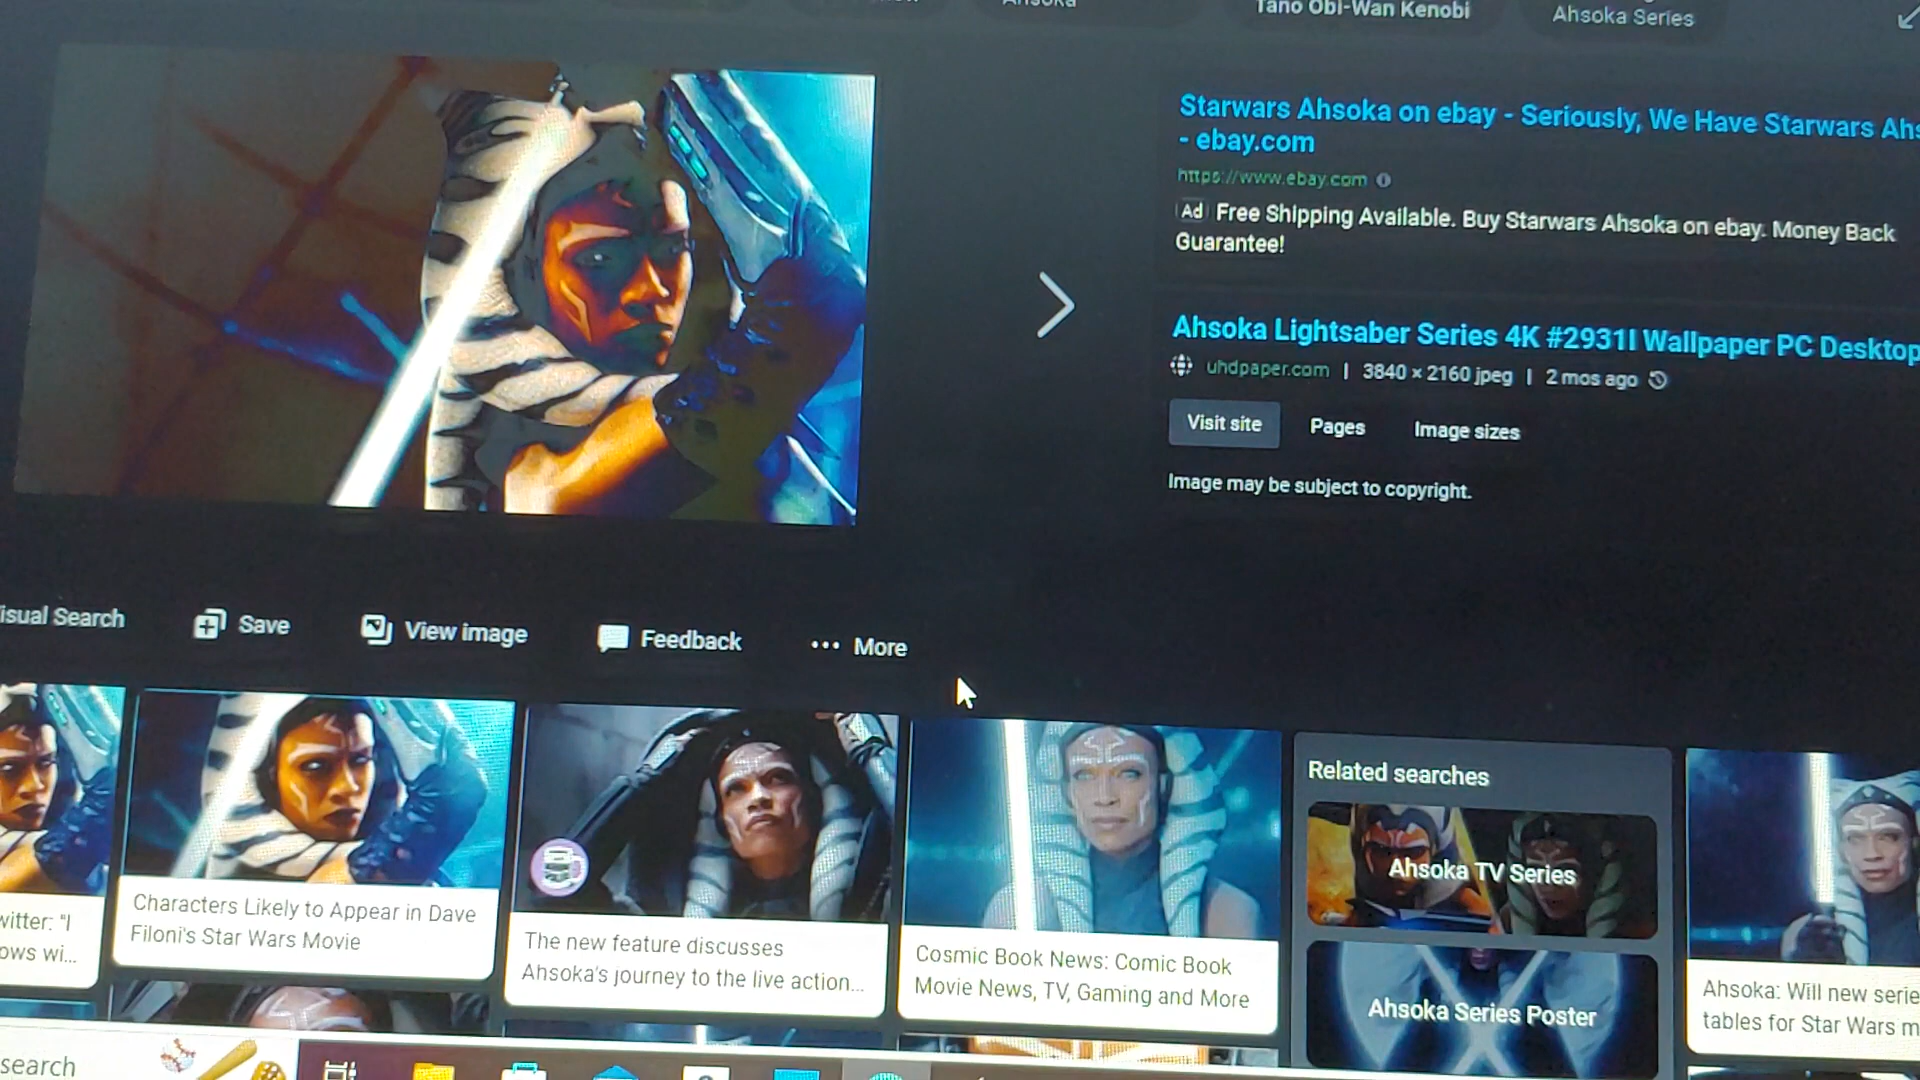 Tano Obi-Wan Kenobi
Ahsoka Series
Starwars Ahsoka on ebay - Seriously, We Have Starwars
- ebay.com
https://www.ebay.com
Ad Free Shipping Available. Buy Starwars Ahsoka on ebay. Money Back
Guarantee!
Ahsoka Lightsaber Series 4K #2931I Wallpaper PC Desktop
uhdpaper.com | 3840 × 2160 jpeg | 2 mos ago
Visit site
Pages
Image sizes
Image may be subject to copyright.
Search
Save
View image
Feedback
More
"I
wi...
Characters Likely to Appear in Dave
Filoni's Star Wars Movie
The new feature discusses
Ahsoka's journey to the live action...
Cosmic Book News: Comic Book
Movie News, TV, Gaming and More
Related searches
Ahsoka TV Series
Ahsoka Series Poster
Ahsoka: Will new
tables for Star Wars
search